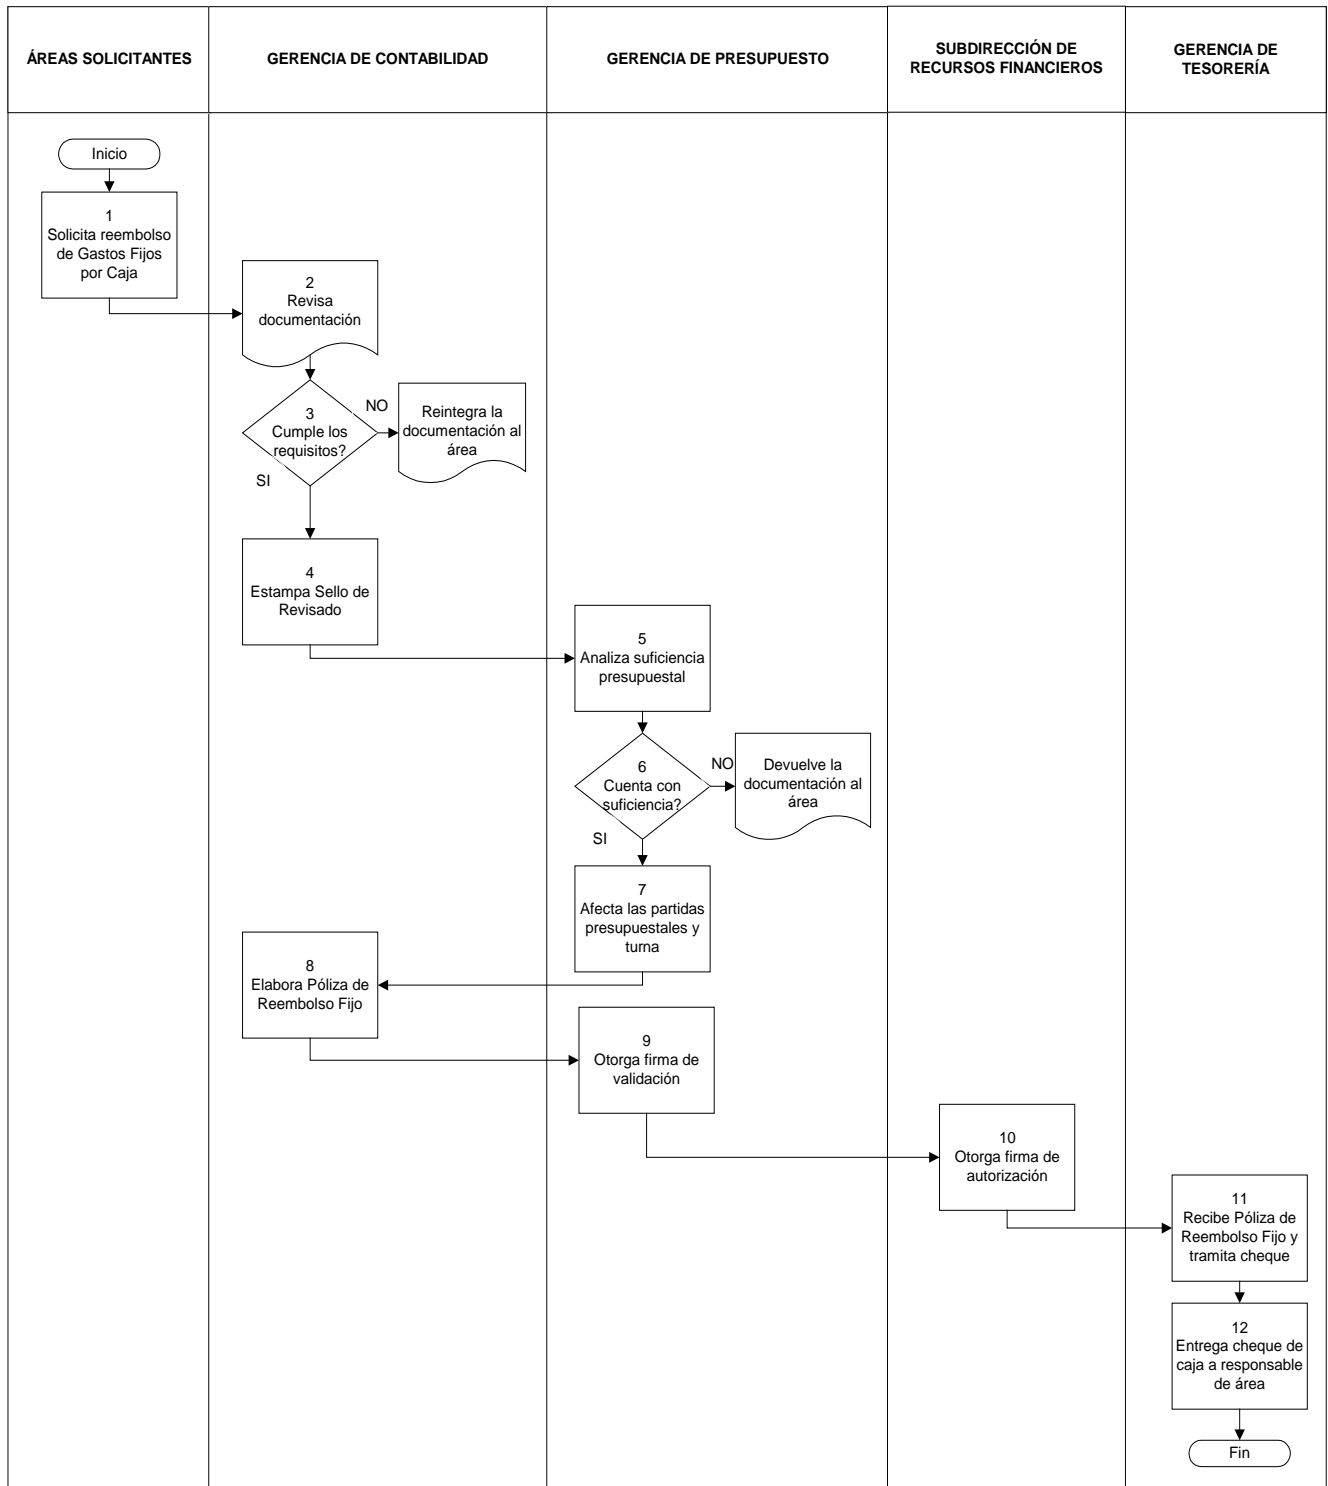 ÁREAS SOLICITANTES
GERENCIA DE CONTABILIDAD
GERENCIA DE PRESUPUESTO
SUBDIRECCIÓN DE
RECURSOS FINANCIEROS
GERENCIA DE
TESORERÍA
Inicio
1
Solicita reembolso
de Gastos Fijos
por Caja
2
Revisa
documentación
3
Cumple los
requisitos?
NO
Reintegra la
documentación al
área
SI
4
Estampa Sello de
Revisado
5
Analiza suficiencia
presupuestal
6
Cuenta con
suficiencia?
NO
Devuelve la
documentación al
área
SI
7
Afecta las partidas
presupuestales y
turna
8
Elabora Póliza de
Reembolso Fijo
9
Otorga firma de
validación
10
Otorga firma de
autorización
11
Recibe Póliza de
Reembolso Fijo y
tramita cheque
12
Entrega cheque de
caja a responsable
de área
Fin